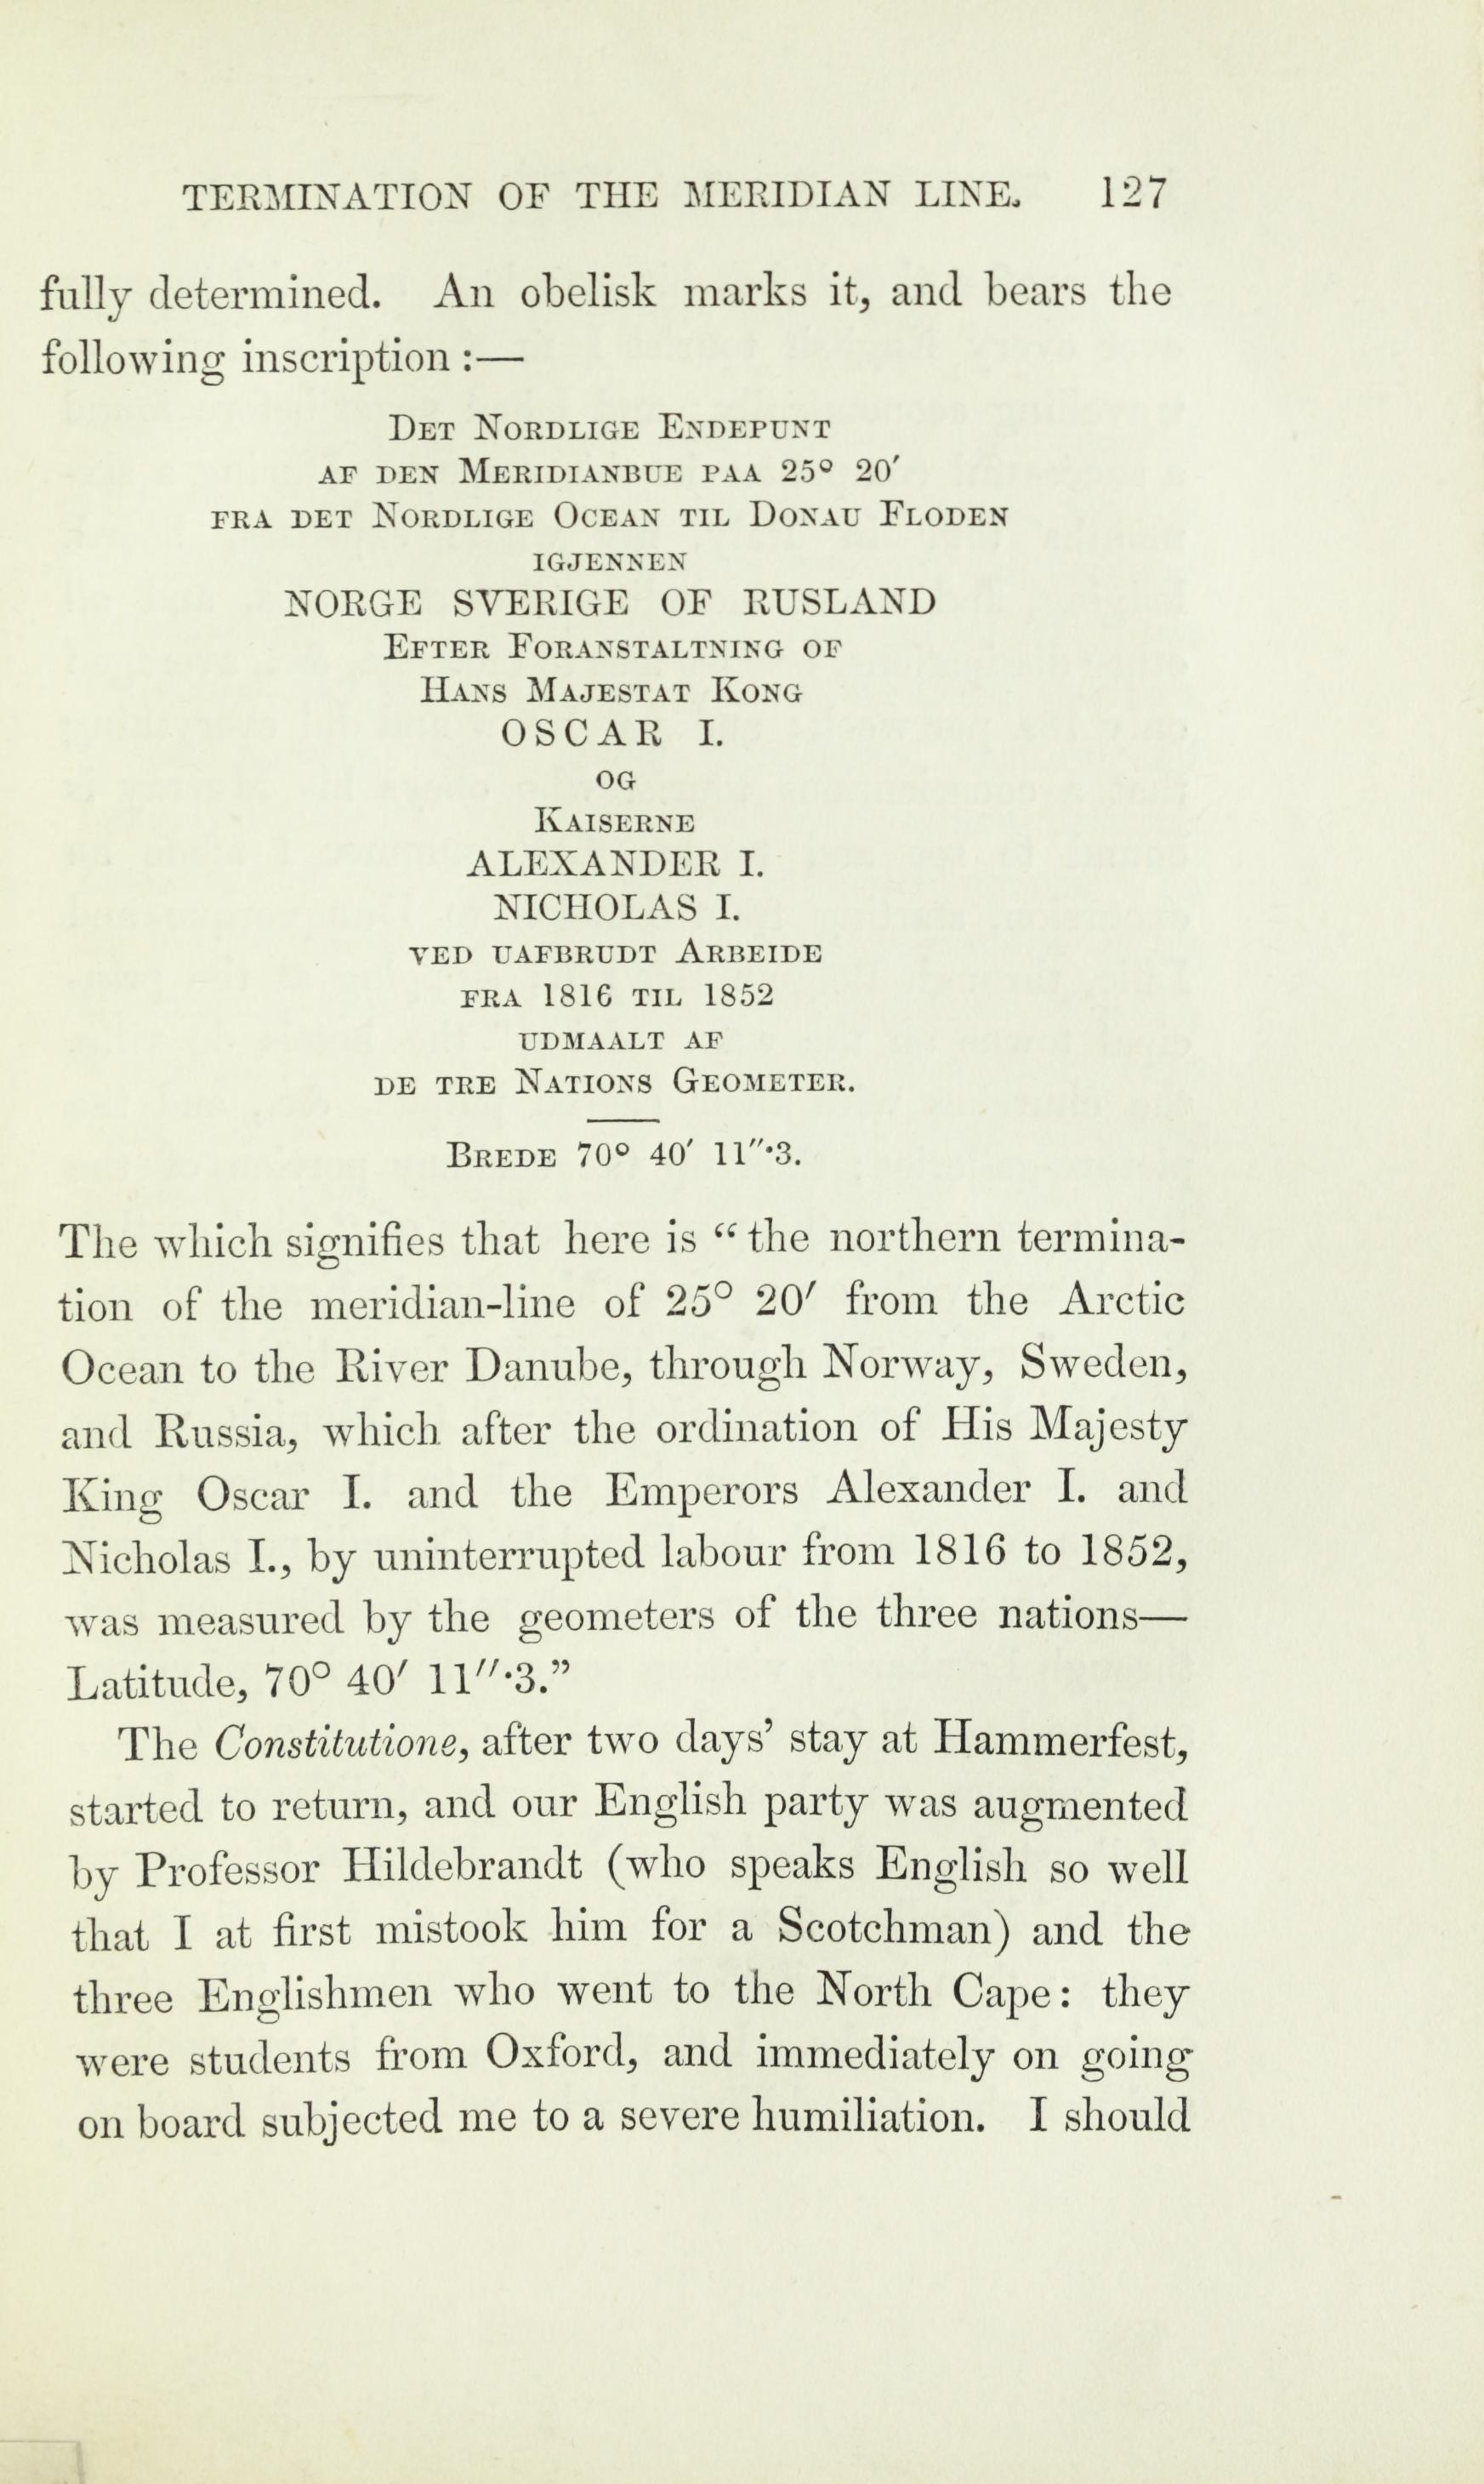 TERMINATION OF THE MERIDIAN LINE. 127
fully determined. An obelisk marks it, and bears the
following inscription :—
DET NORDLIGE ENDEPUNT
AF DEN MERIDIANBUE PAA 25° 20′
FRA DET NORDLIGE OCEAN TIL DONAU FLODEN
IGJENNEN
NORGE SVERIGE OF RUSLAND
EFTER FORANSTALTNING OF
HANS MAJESTAT KONG
OSCAR I.
OG
KAISERNE
ALEXANDER I.
NICHOLAS I.
VED UAFBRUDT ARBEIDE
FRA 1816 TIL 1852
UDMAALT AF
DE TRE NATIONS GEOMETER.
BREDE 70° 40′ 11″·3.
The which signifies that here is “ the northern termina-
tion of the meridian-line of 25° 20′ from the Arctic
Ocean to the River Danube, through Norway, Sweden,
and Russia, which after the ordination of His Majesty
King Oscar I. and the Emperors Alexander I. and
Nicholas I., by uninterrupted labour from 1816 to 1852,
was measured by the geometers of the three nations—
Latitude, 70° 40′ 11″·3.”
The Constitutione, after two days’ stay at Hammerfest,
started to return, and our English party was augmented
by Professor Hildebrandt (who speaks English so well
that I at first mistook him for a Scotchman) and the
three Englishmen who went to the North Cape: they
were students from Oxford, and immediately on going
on board subjected me to a severe humiliation. I should